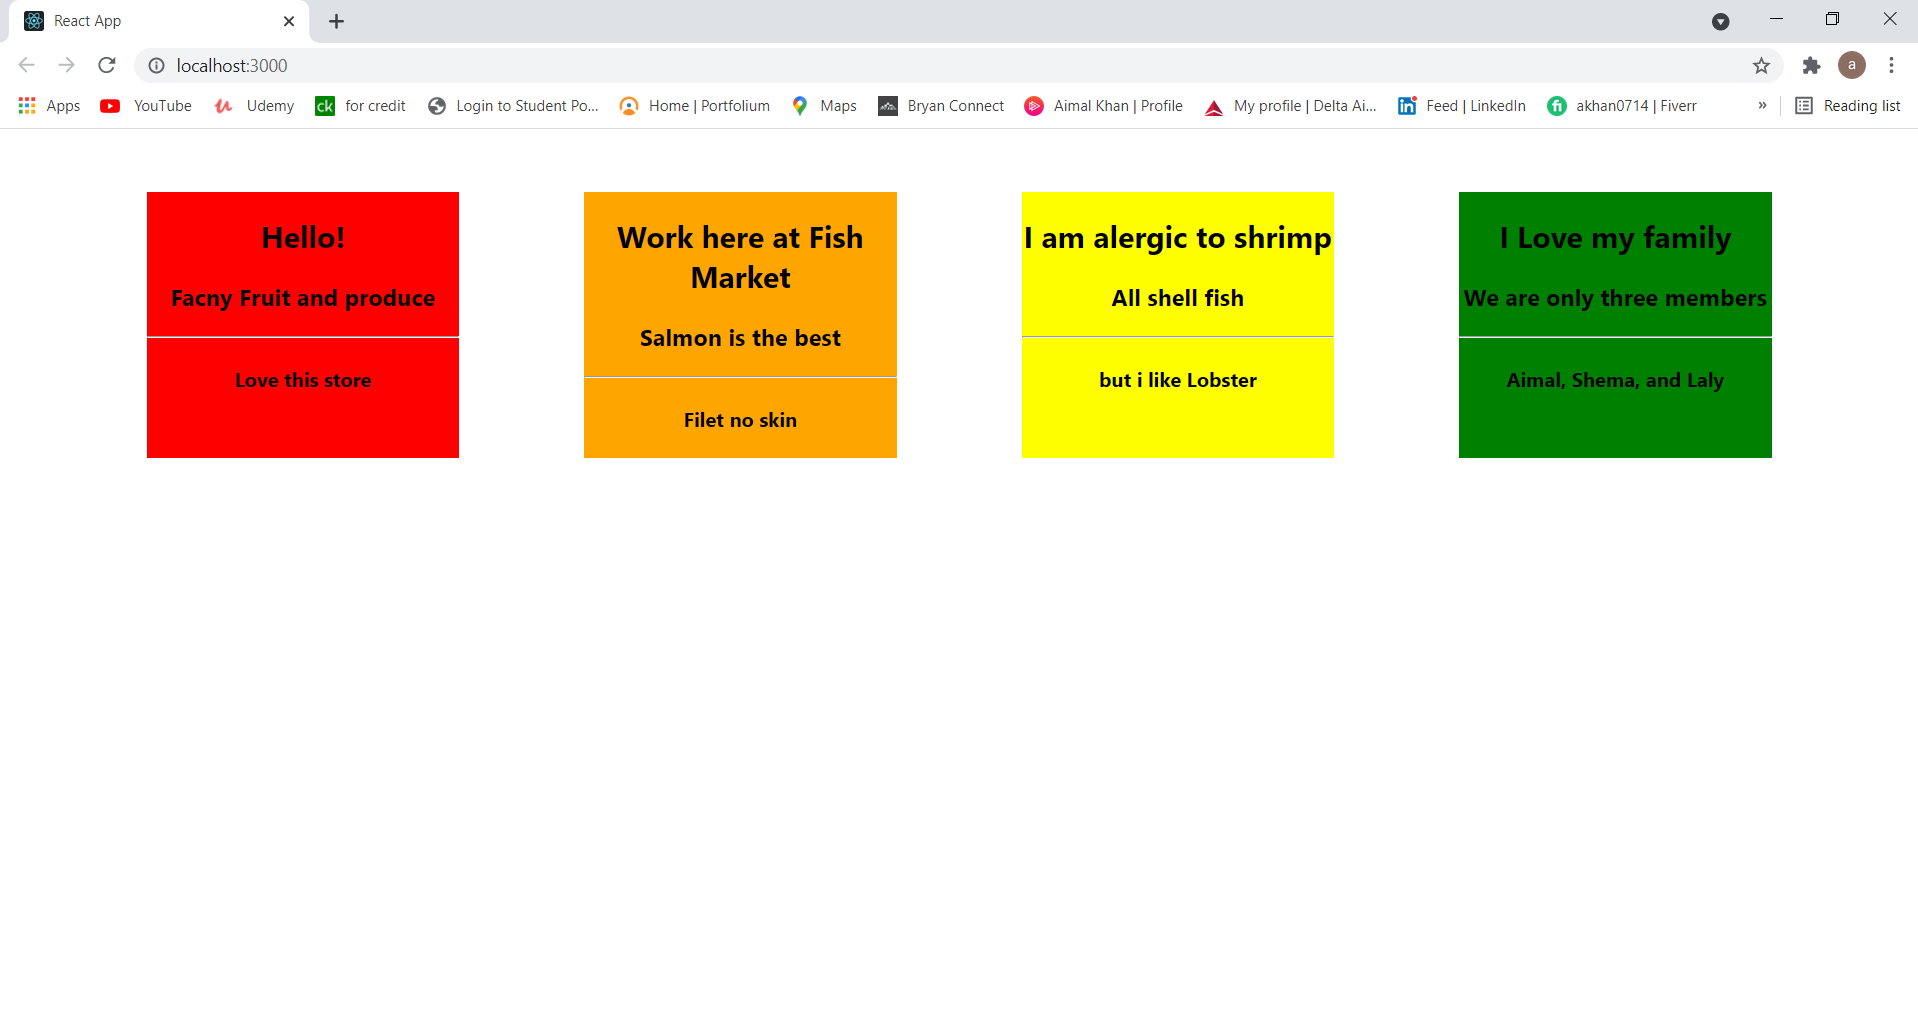 React App
localhost:3000
a
Apps YouTube Udemy ck for credit Login to Student Po... Home | Portfolium Maps Bryan Connect Aimal Khan | Profile My profile | Delta Ai... in Feed | LinkedIn fi akhan0714 | Fiverr » Reading list
Hello!
Facny Fruit and produce
Love this store
Work here at Fish
Market
Salmon is the best
Filet no skin
I am alergic to shrimp
All shell fish
but i like Lobster
I Love my family
We are only three members
Aimal, Shema, and Laly